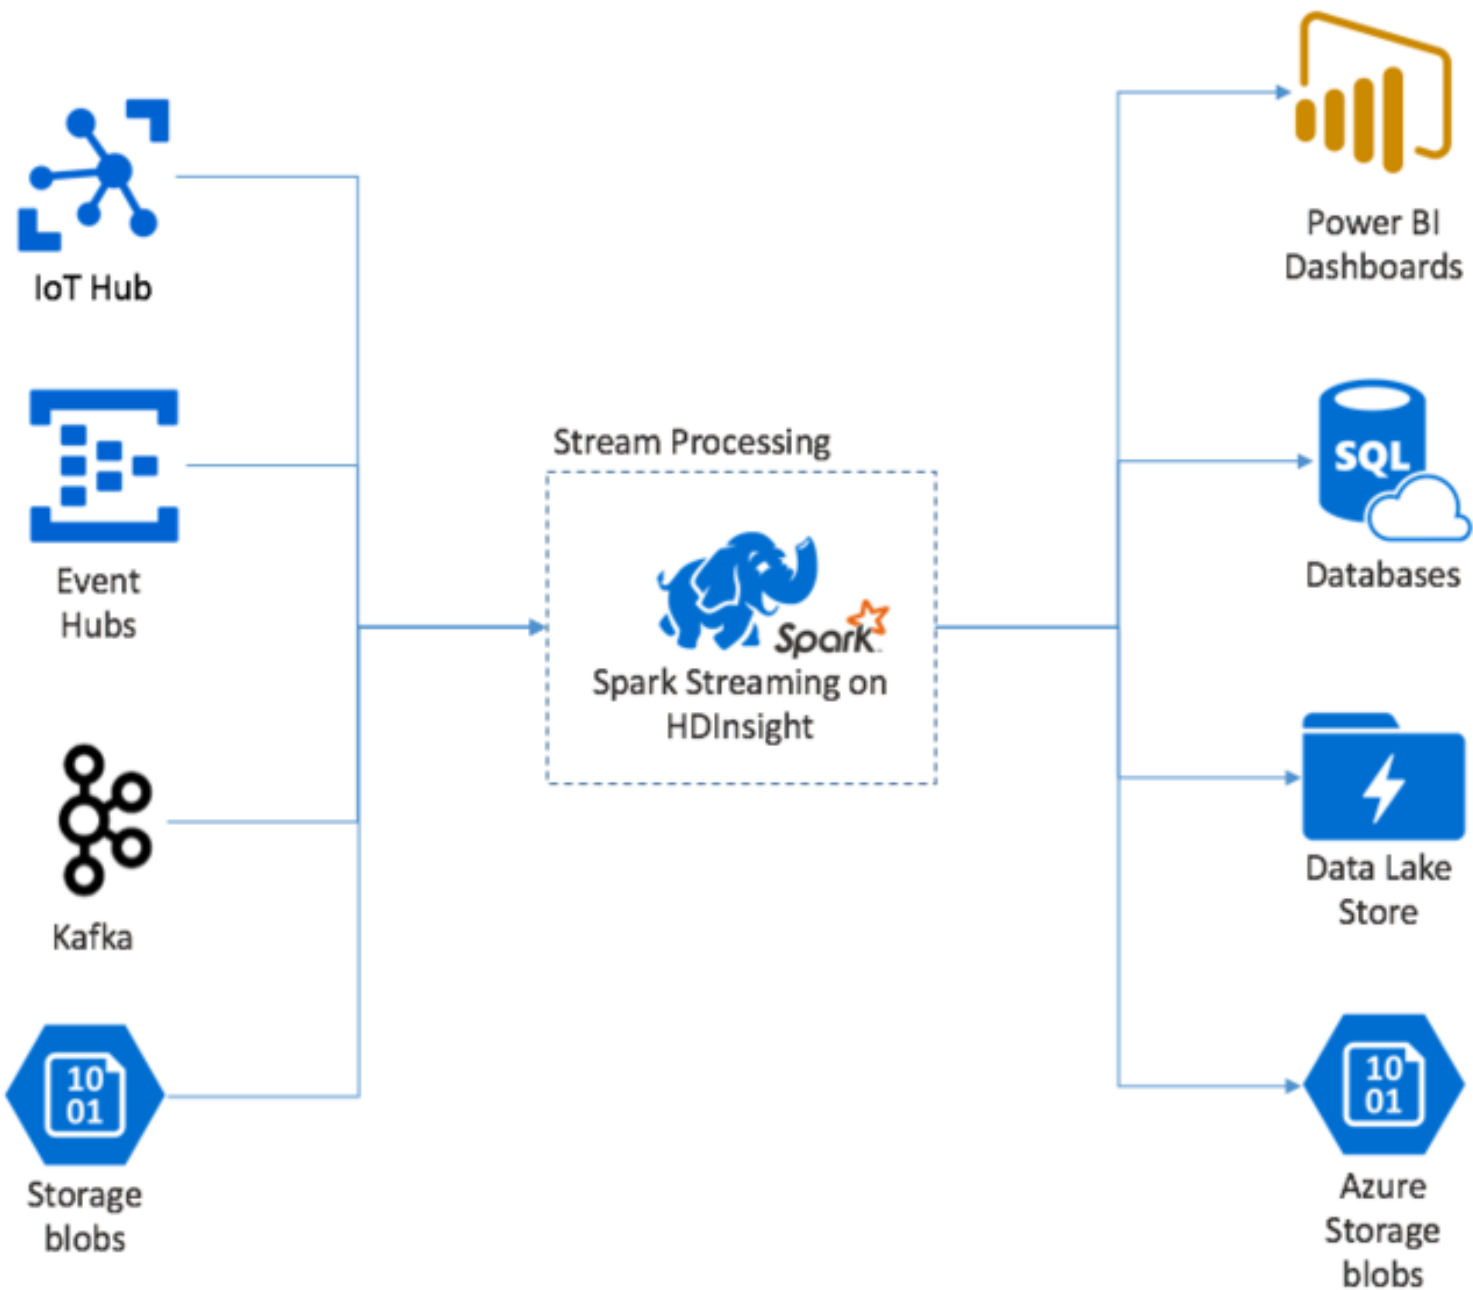 IoT Hub
Event
Hubs
Kafka
10
01
Storage
blobs
Stream Processing
Spark
Spark Streaming on
HDInsight
Power BI
Dashboards
SQL
Databases
Data Lake
Store
10
01
Azure
Storage
blobs